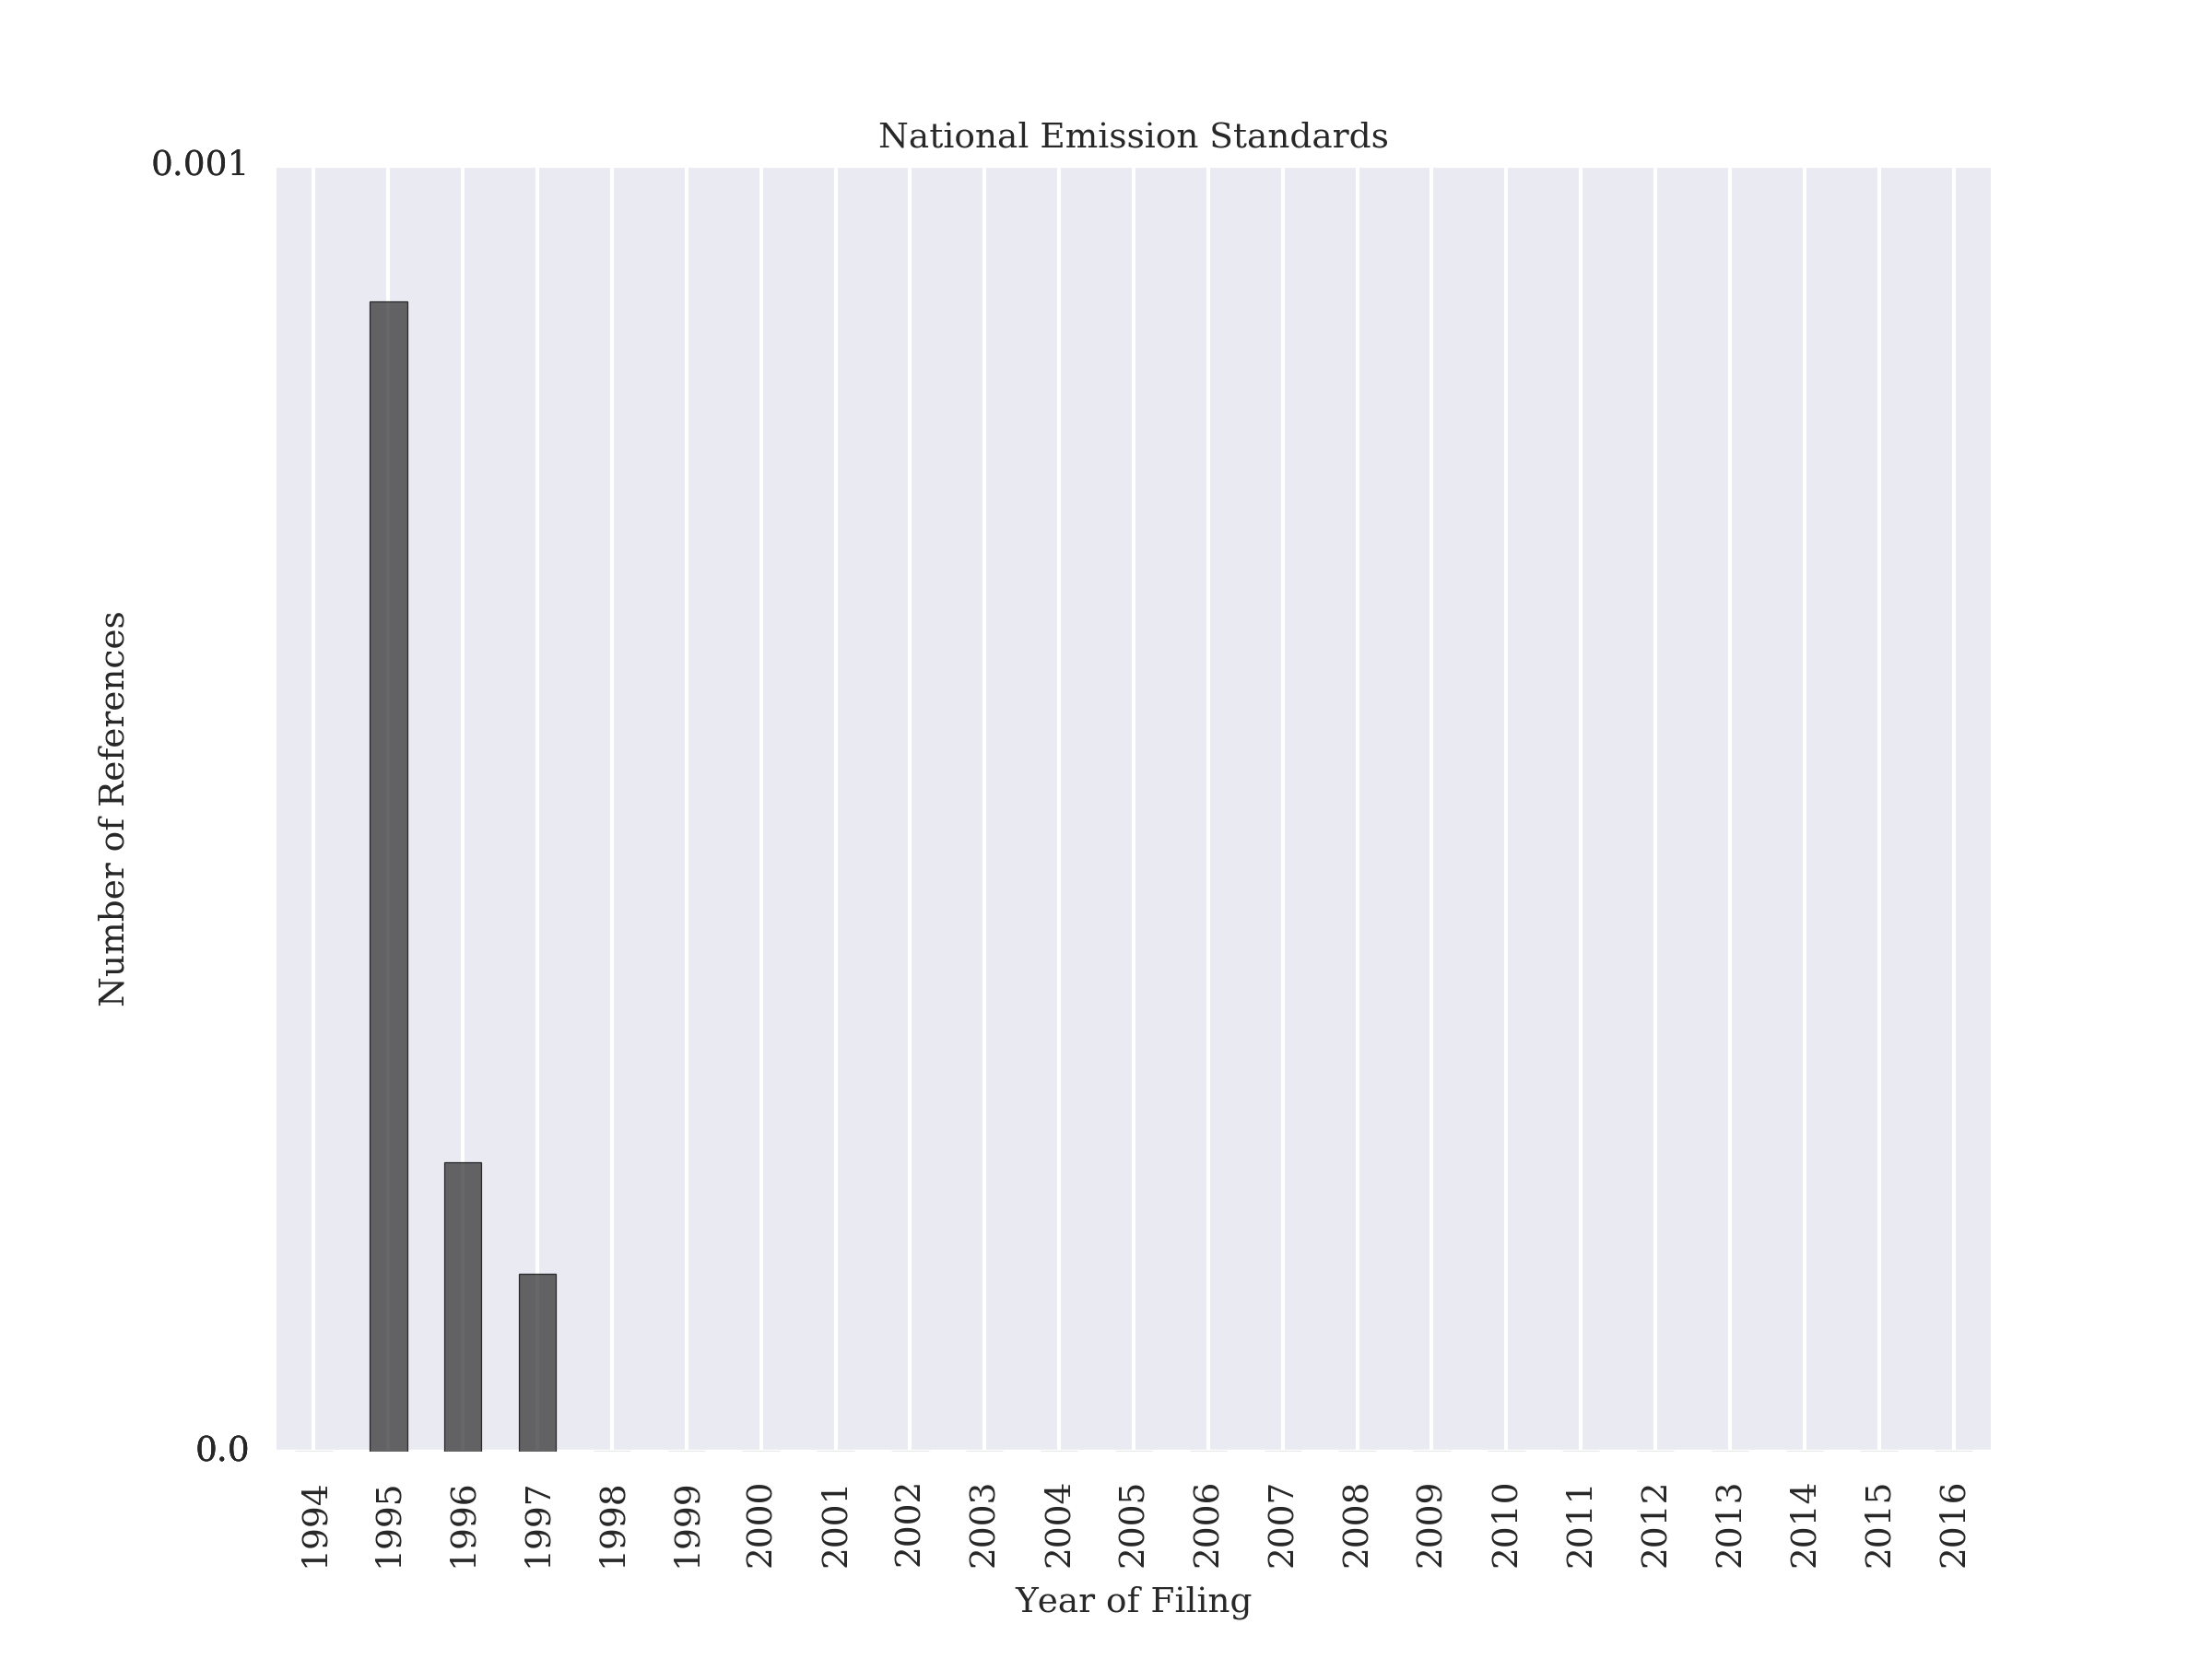 National Emission Standards
0.001
Number of References
0.0
1994 1995 1996 1997 1998 1999 2000 2001 2002 2003 2004 2005 2006 2007 2008 2009 2010 2011 2012 2013 2014 2015 2016
Year of Filing